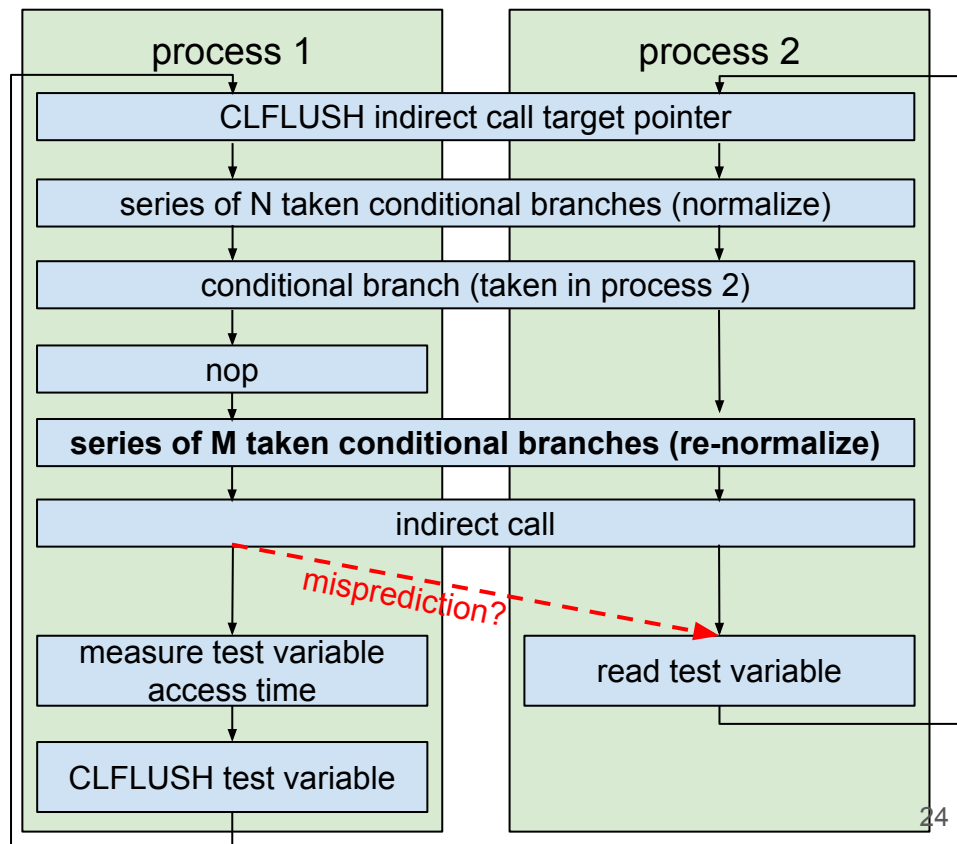 process 1
process 2
CLFLUSH indirect call target pointer
series of N taken conditional branches (normalize)
conditional branch (taken in process 2)
nop
series of M taken conditional branches (re-normalize)
indirect call
misprediction?
measure test variable
access time
read test variable
CLFLUSH test variable
24